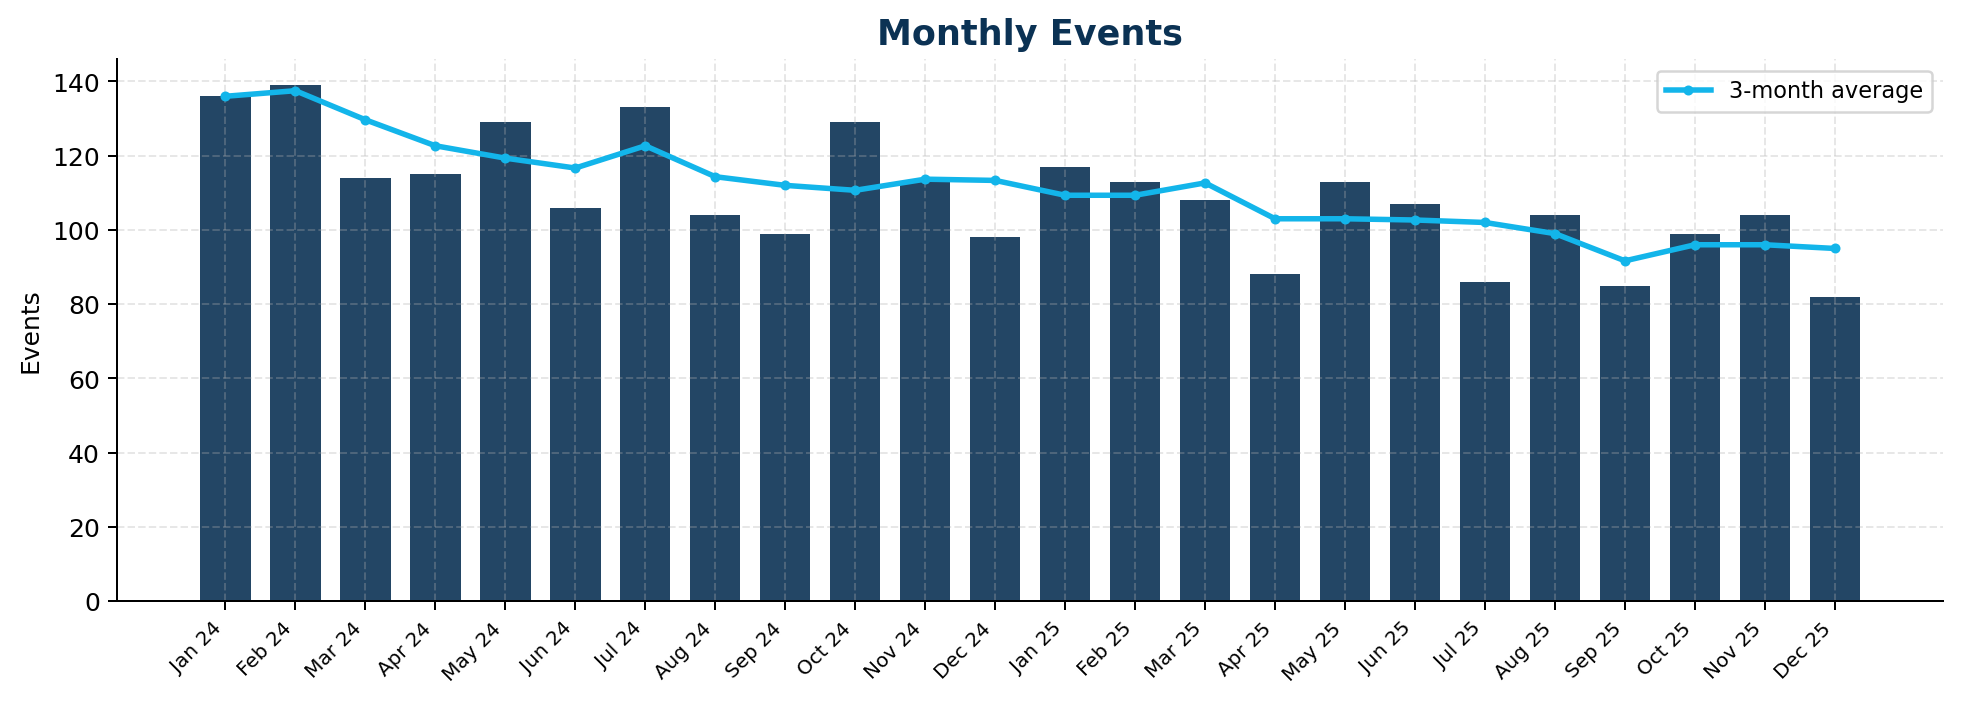 Monthly Events
3-month average
Events
140
120
100
80
60
40
20
0
Jan 24
Feb 24
Mar 24
Apr 24
May 24
Jun 24
Jul 24
Aug 24
Sep 24
Oct 24
Nov 24
Dec 24
Jan 25
Feb 25
Mar 25
Apr 25
May 25
Jun 25
Jul 25
Aug 25
Sep 25
Oct 25
Nov 25
Dec 25